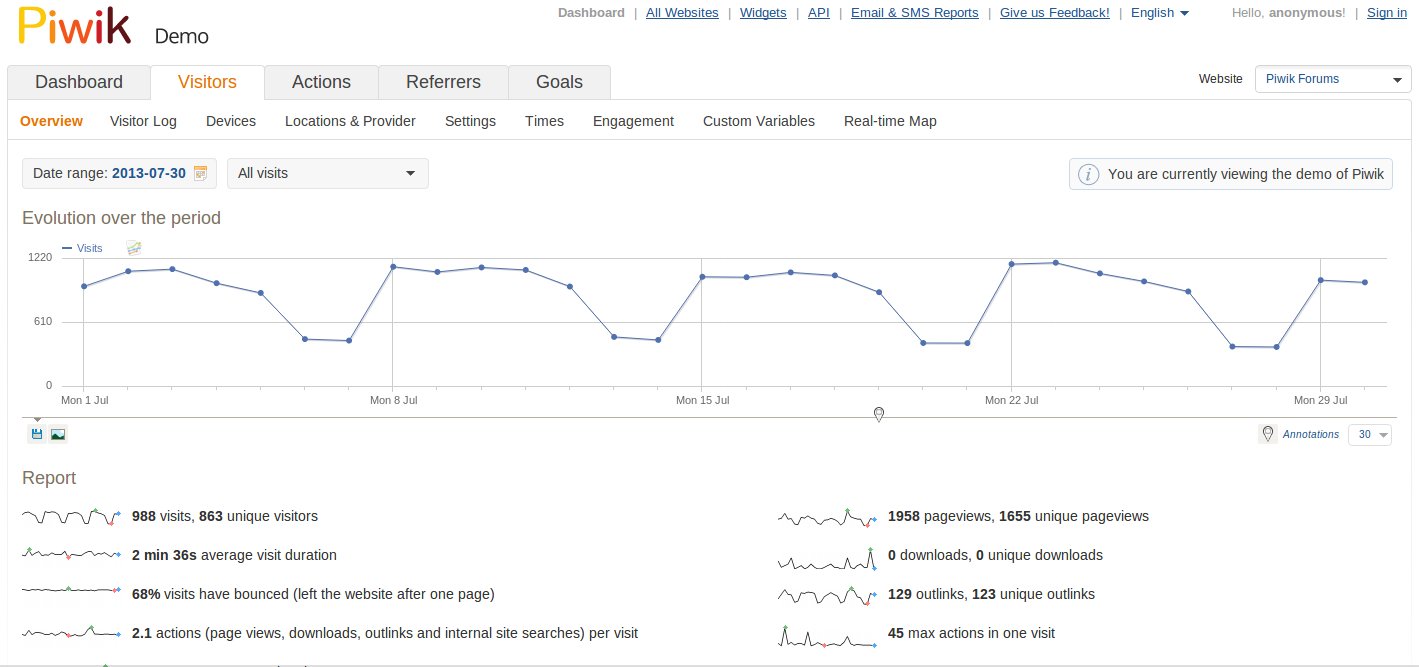 Piwik Demo
Dashboard | All Websites | Widgets | API | Email & SMS Reports | Give us Feedback! | English Hello, anonymous! | Sign in
Dashboard Visitors Actions Referrers Goals Website Piwik Forums
Overview Visitor Log Devices Locations & Provider Settings Times Engagement Custom Variables Real-time Map
Date range: 2013-07-30 All visits i You are currently viewing the demo of Piwik
Evolution over the period
Visits
1220
610
0
Mon 1 Jul Mon 8 Jul Mon 15 Jul Mon 22 Jul Mon 29 Jul
Annotations 30
Report
988 visits, 863 unique visitors
1958 pageviews, 1655 unique pageviews
2 min 36s average visit duration
0 downloads, 0 unique downloads
68% visits have bounced (left the website after one page)
129 outlinks, 123 unique outlinks
2.1 actions (page views, downloads, outlinks and internal site searches) per visit
45 max actions in one visit